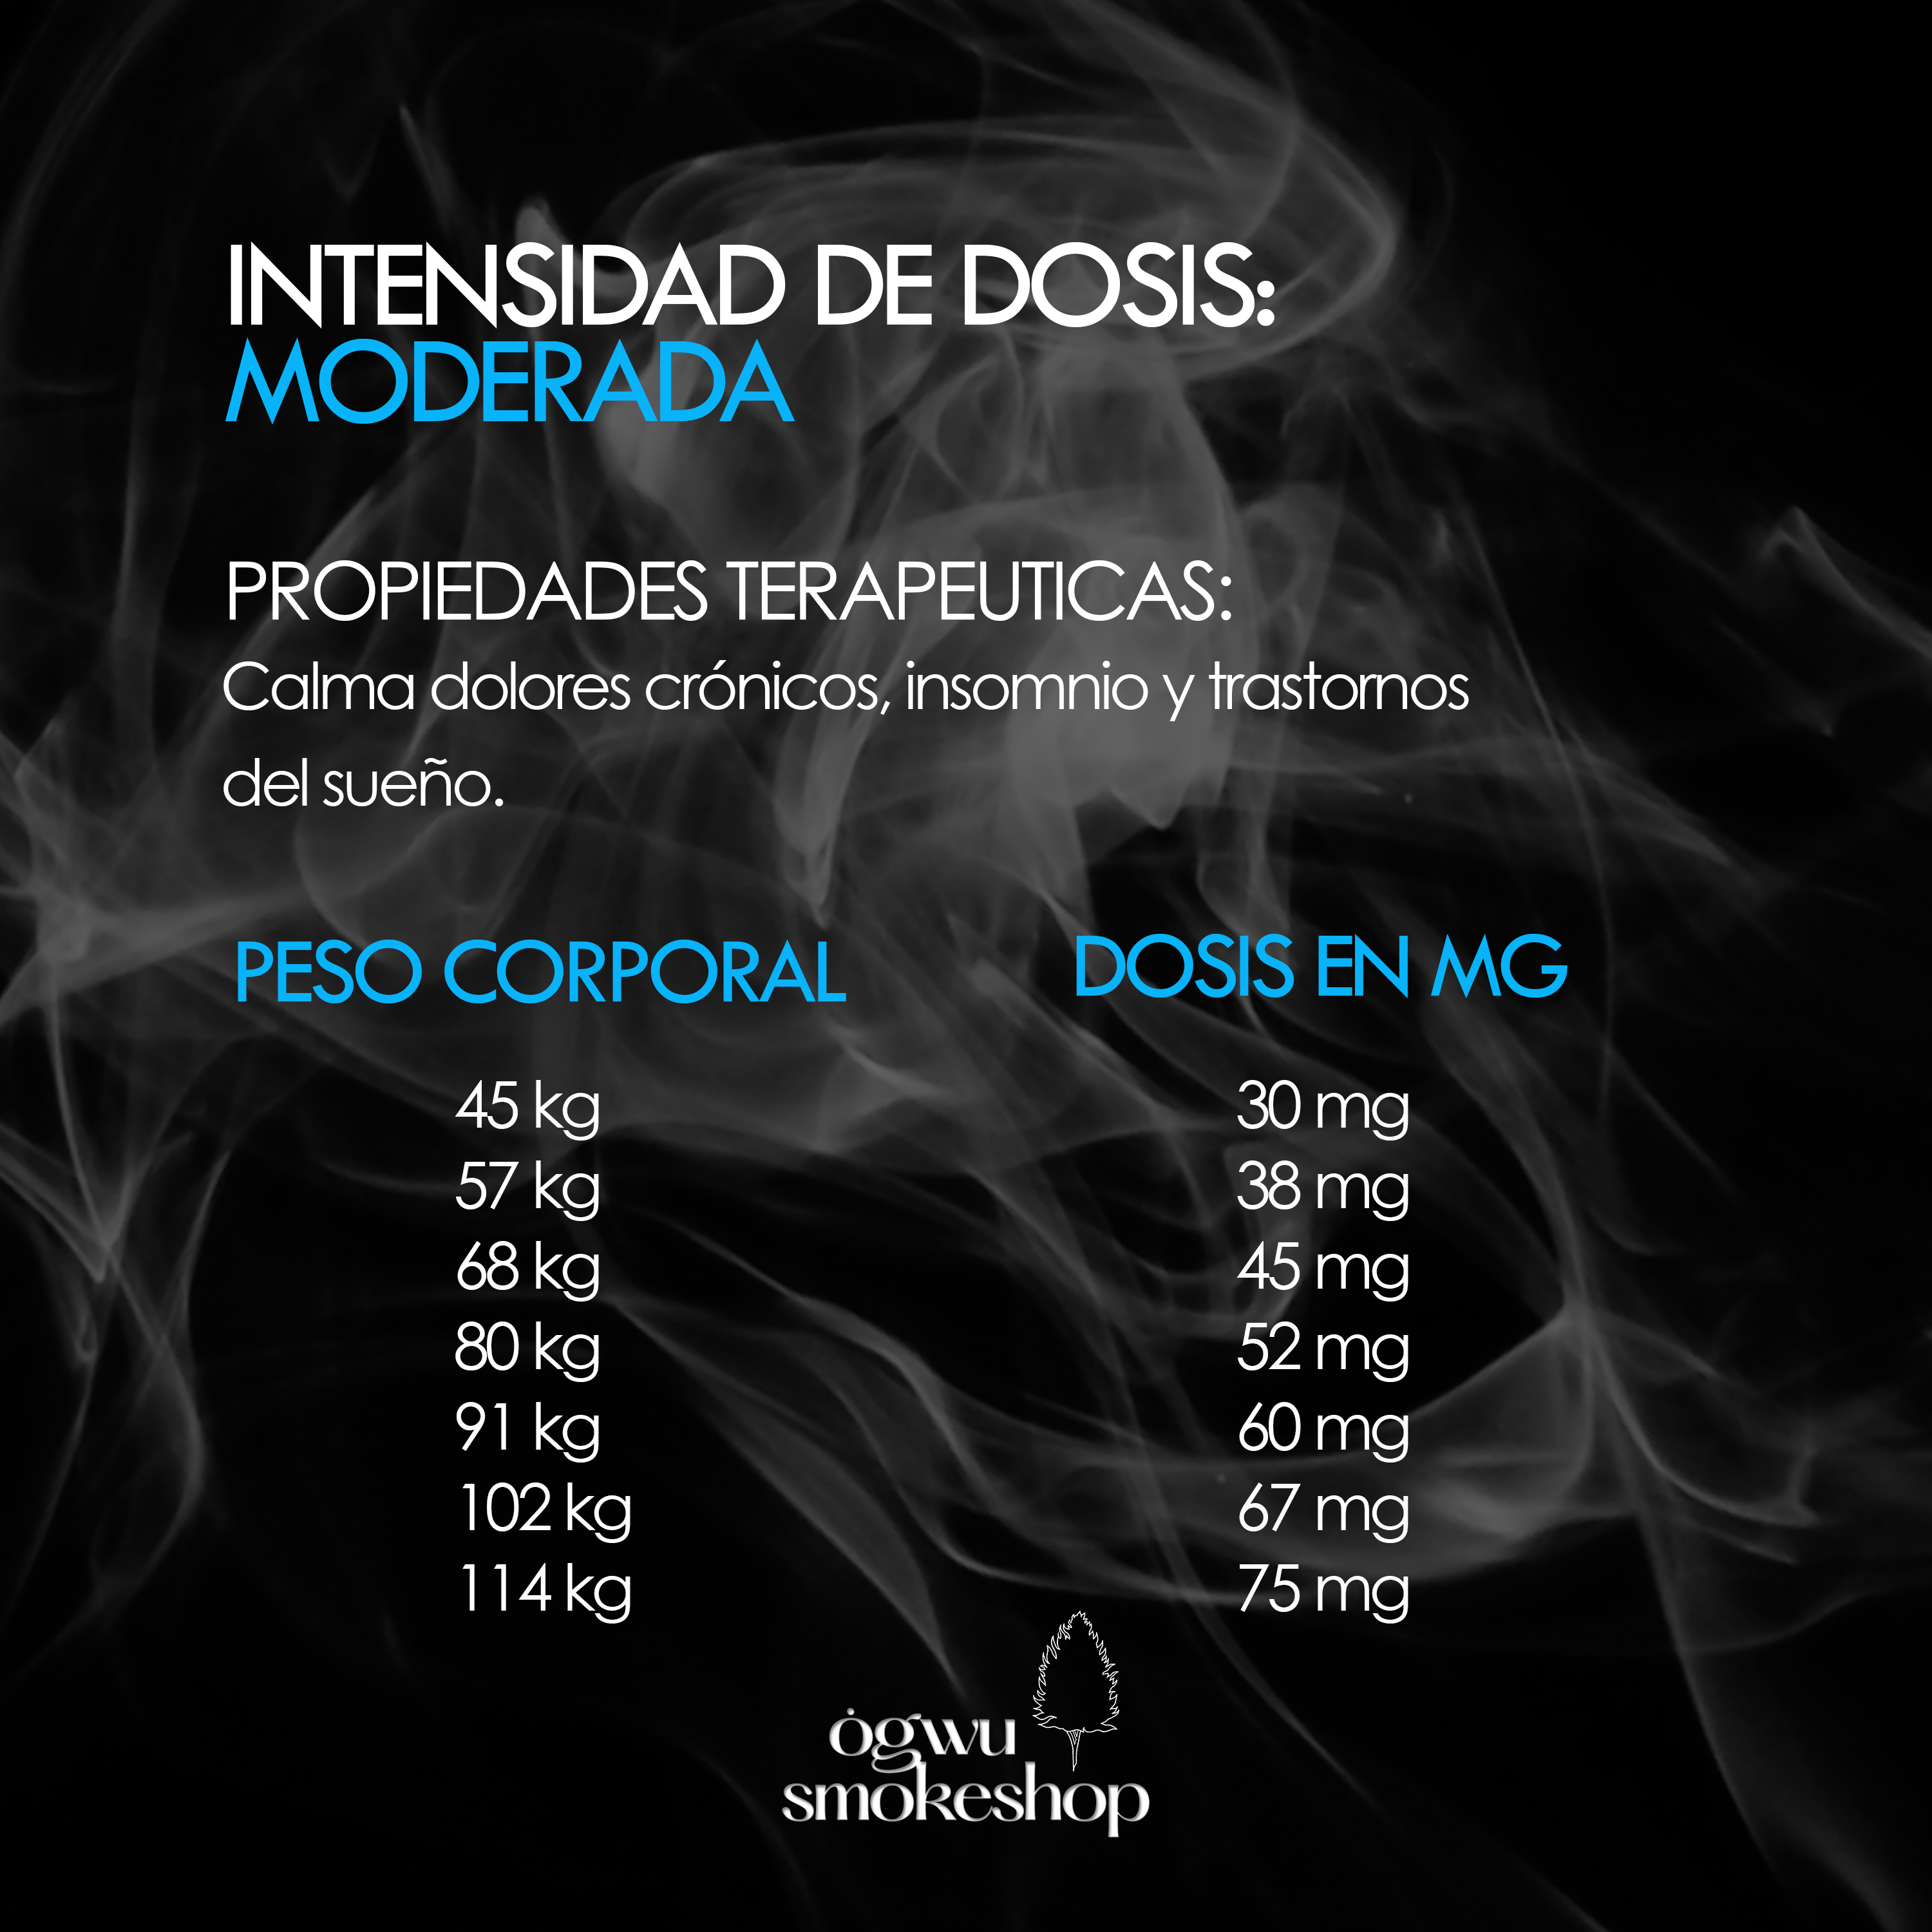 INTENSIDAD DE DOSIS:
MODERADA
PROPIEDADES TERAPEUTICAS:
Calma dolores crónicos, insomnio y trastornos
del sueño.
PESO CORPORAL DOSIS EN MG
45 kg 30 mg
57 kg 38 mg
68 kg 45 mg
80 kg 52 mg
91 kg 60 mg
102 kg 67 mg
114 kg 75 mg
ȯgwu
smokeshop